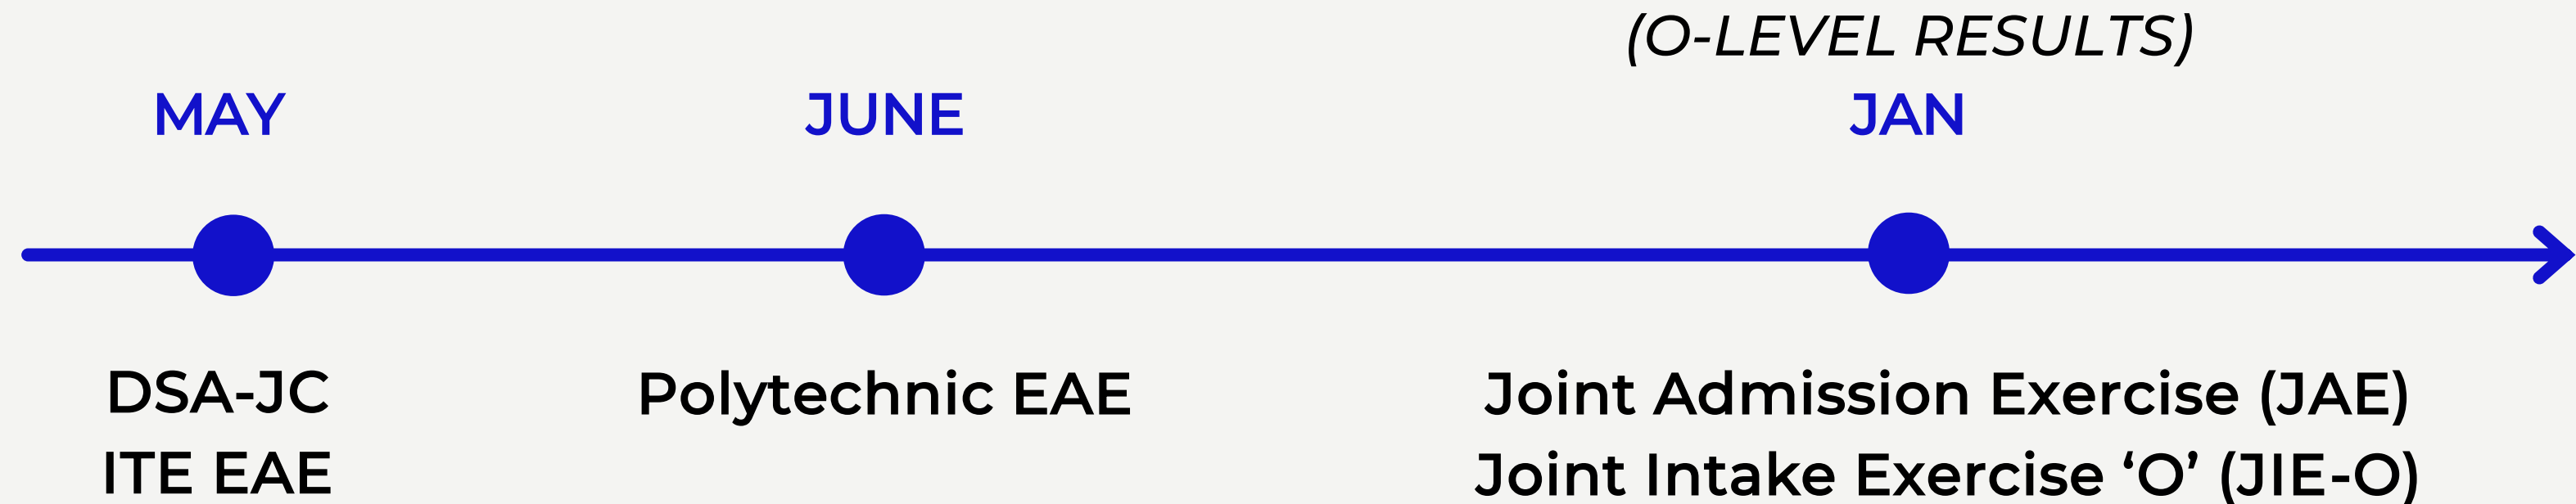 (O-LEVEL RESULTS)
MAY
JUNE
JAN
DSA-JC
ITE EAE
Polytechnic EAE
Joint Admission Exercise (JAE)
Joint Intake Exercise ‘O’ (JIE-O)